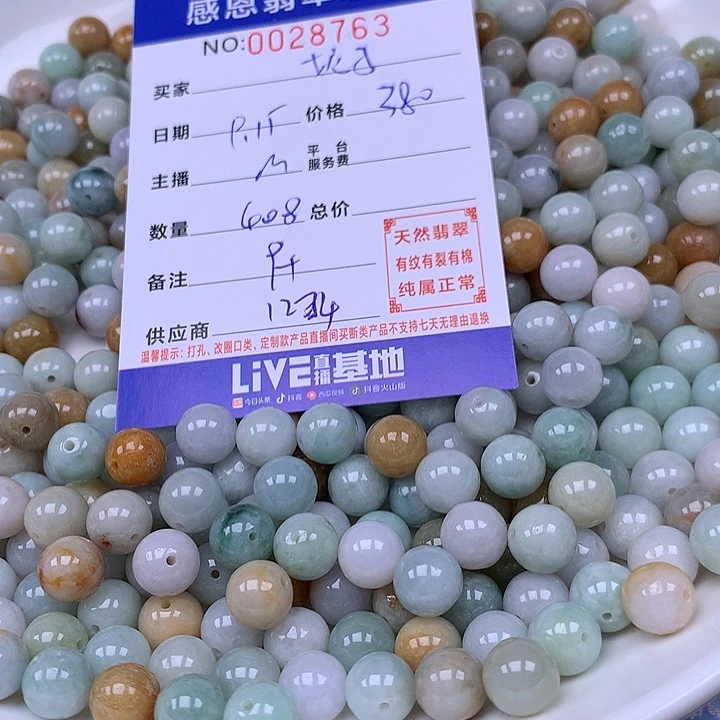 感恩翡翠
NO:0028763
买家
日期 价格 380
主播 平台服务费
数量 608 总价
备注
供应商
天然翡翠
有纹有裂有棉
纯属正常
温馨提示：打孔、改圈口类、定制款产品直播间买断类产品不支持七天无理由退换
LiVE直播基地
今日头条 抖音 西瓜视频 抖音火山版